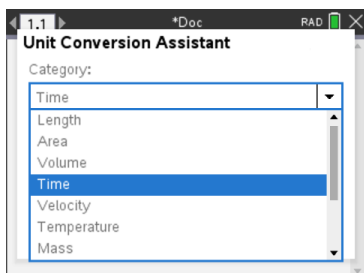 1.1 *Doc RAD
Unit Conversion Assistant
Category:
Time
Length
Area
Volume
Time
Velocity
Temperature
Mass